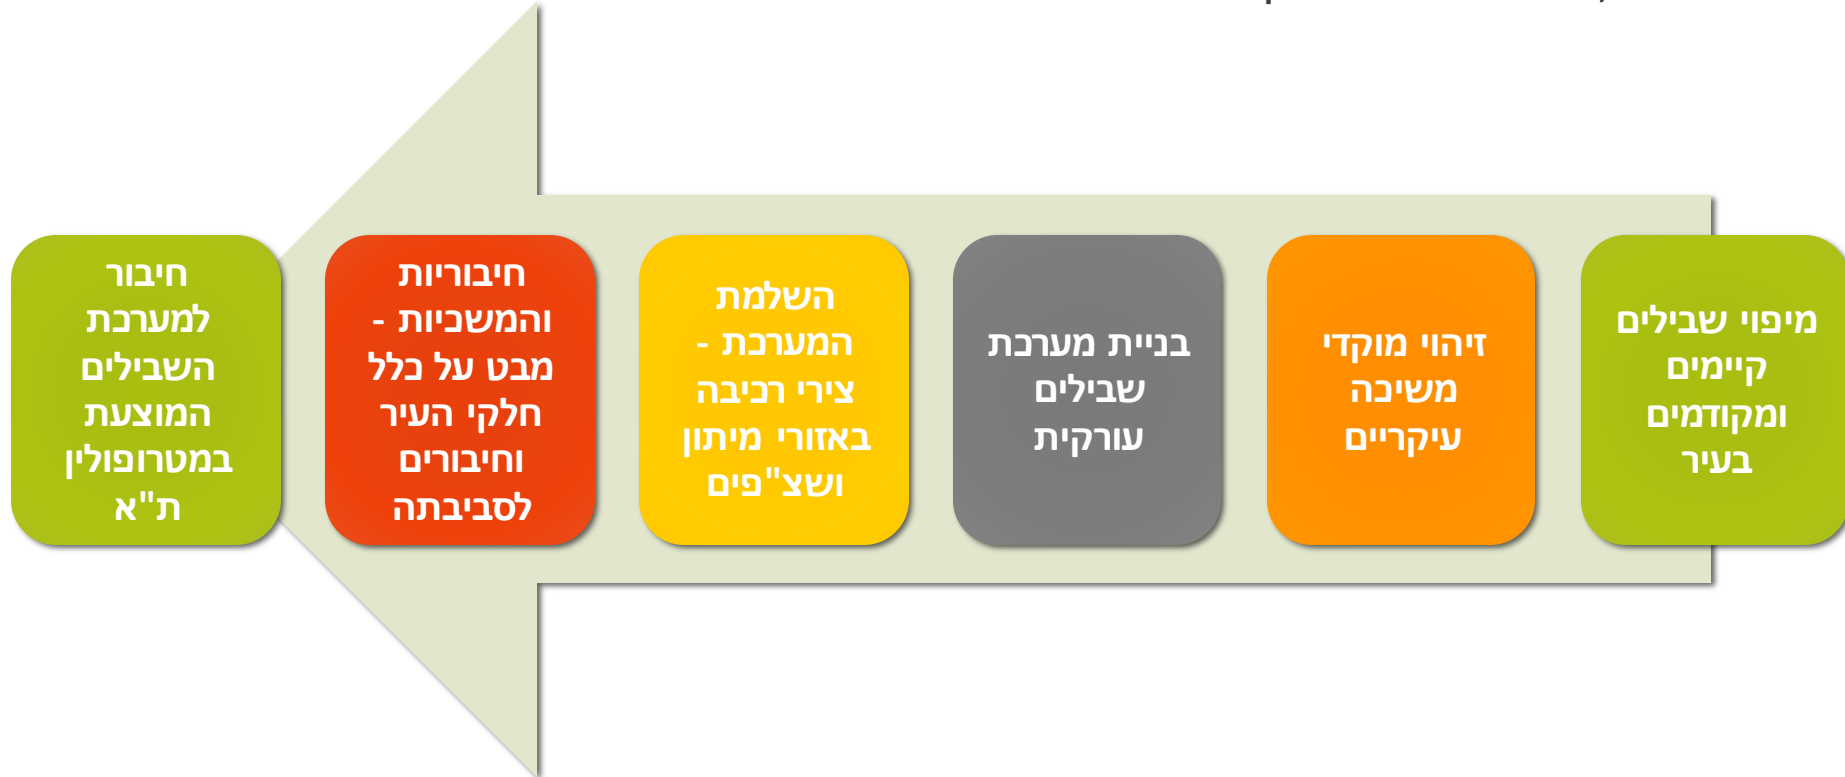 מיפוי שבילים
קיימים
ומקודמים
בעיר
זיהוי מוקדי
משיכה
עיקריים
בניית מערכת
שבילים
עורקית
השלמת
המערכת -
צירי רכיבה
באזורי מיתון
ושצ"פים
חיבוריות
והמשכיות -
מבט על כלל
חלקי העיר
וחיבורים
לסביבתה
חיבור
למערכת
השבילים
המוצעת
במטרופולין
ת"א